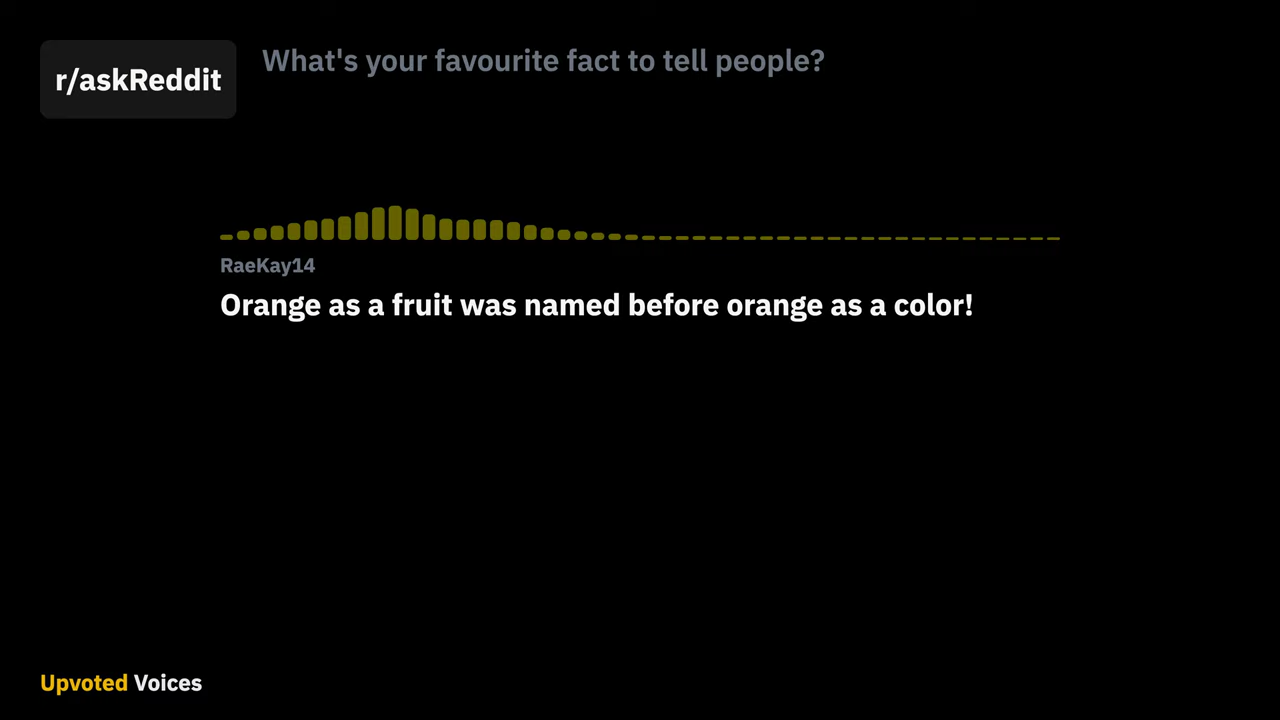 r/askReddit
What's your favourite fact to tell people?
RaeKay14
Orange as a fruit was named before orange as a color!
Upvoted Voices